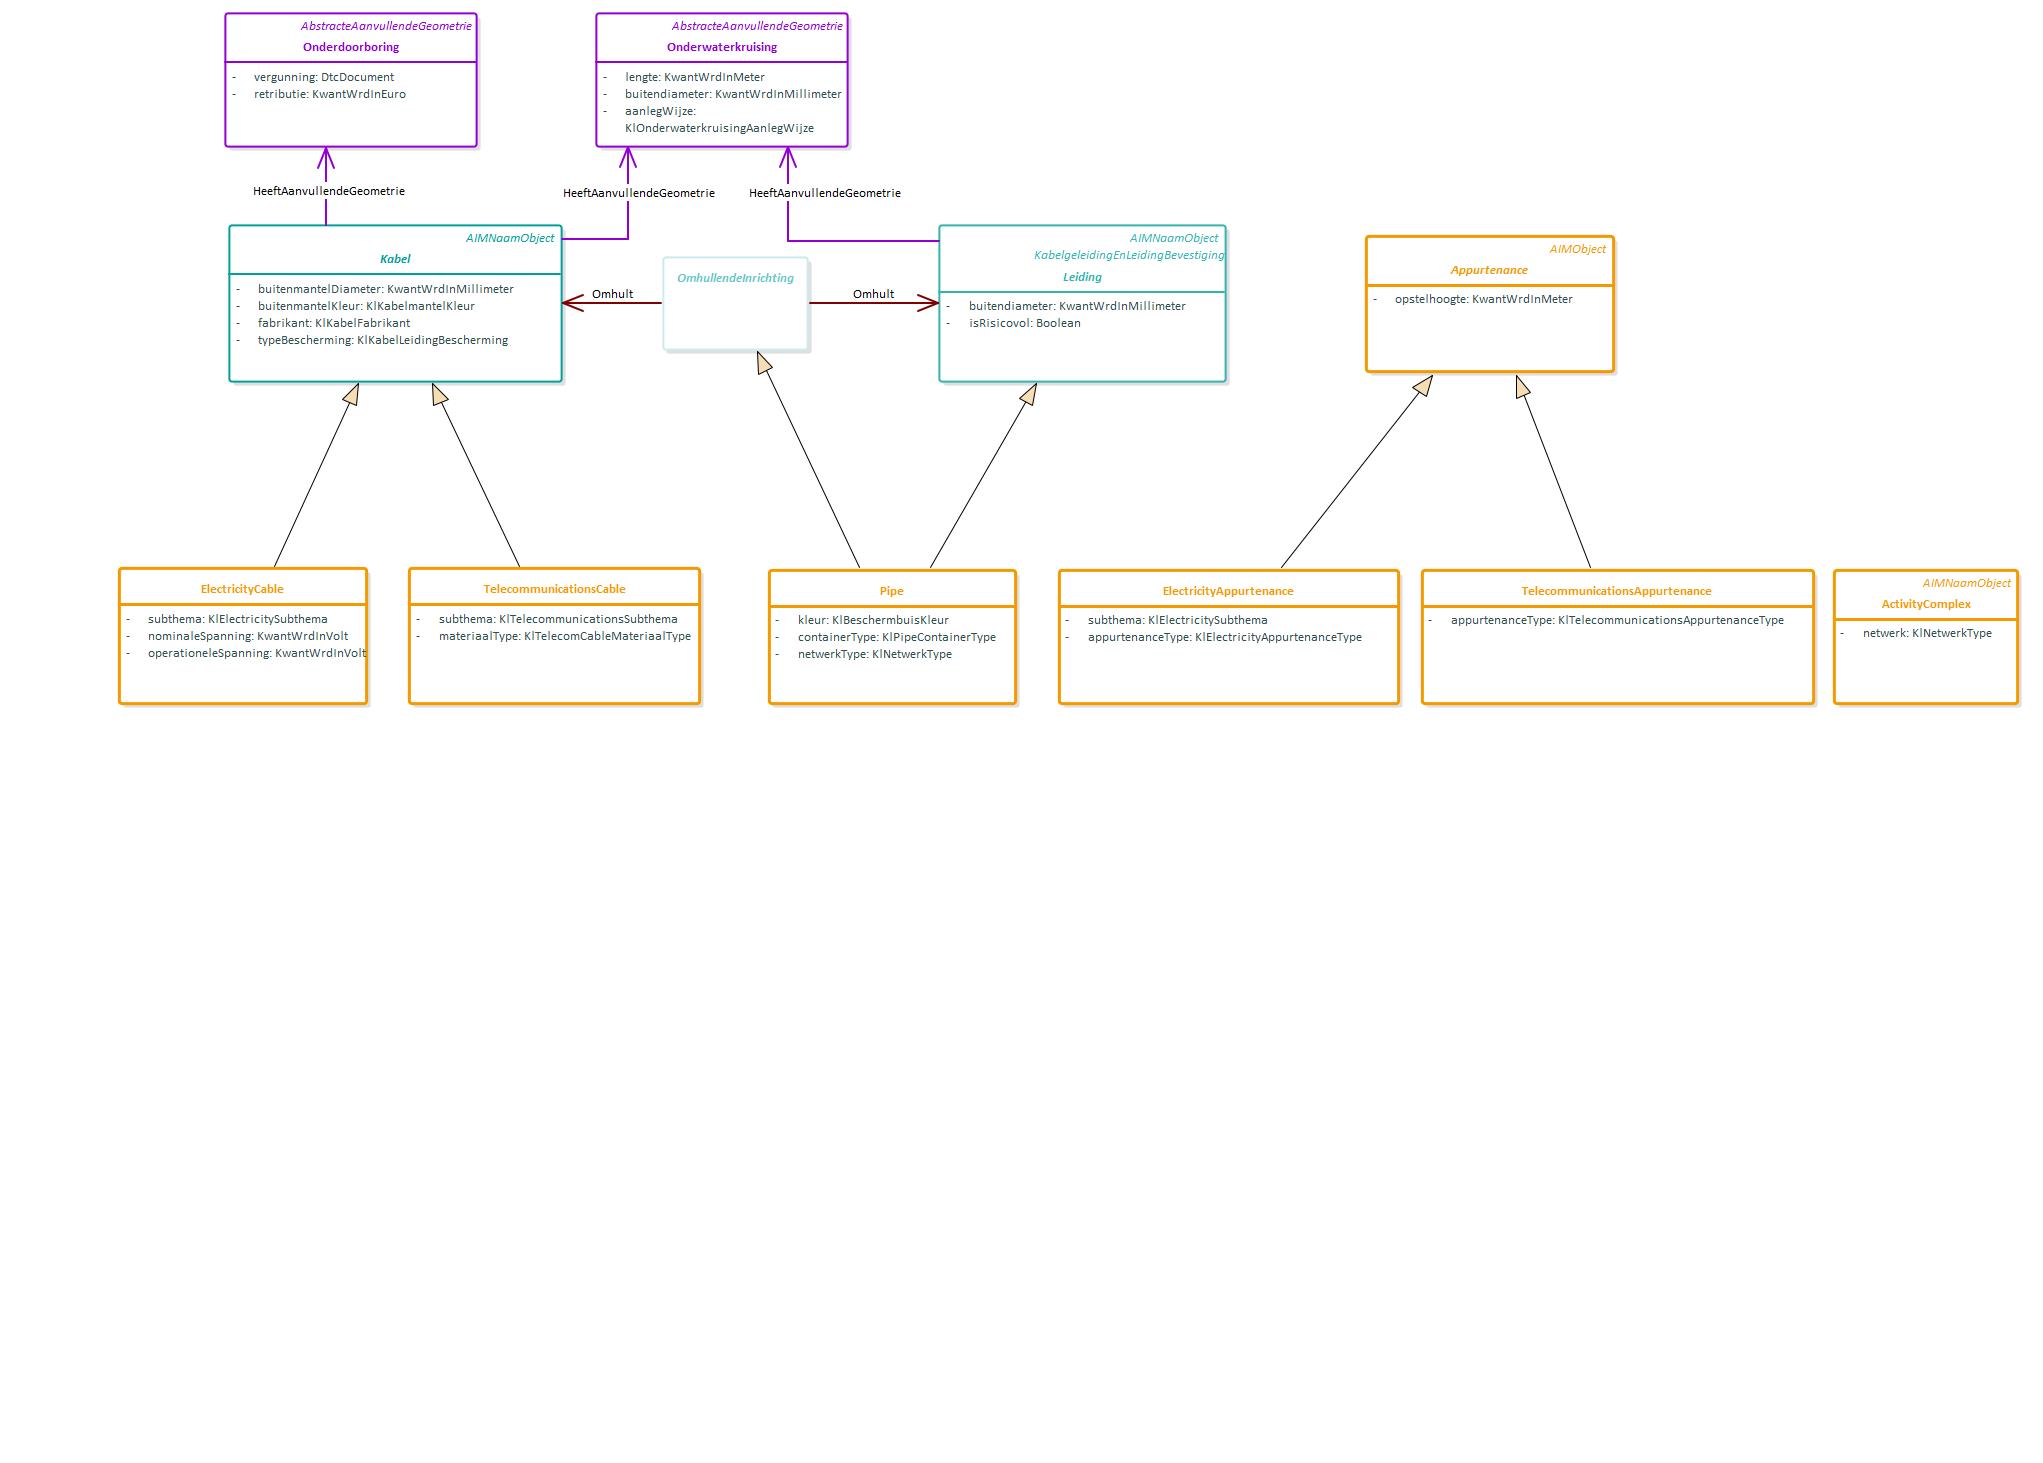 AbstracteAanvullendeGeometrie
Onderdoorboring
- vergunning: DtcDocument
- retributie: KwantWrdInEuro
AbstracteAanvullendeGeometrie
Onderwaterkruising
- lengte: KwantWrdInMeter
- buitendiameter: KwantWrdInMillimeter
- aanlegWijze:
KlOnderwaterkruisingAanlegWijze
HeeftAanvullendeGeometrie
HeeftAanvullendeGeometrie
HeeftAanvullendeGeometrie
AIMNaamObject
Kabel
- buitenmantelDiameter: KwantWrdInMillimeter
- buitenmantelKleur: KlKabelmantelKleur
- fabrikant: KlKabelFabrikant
- typeBescherming: KlKabelLeidingBescherming
Omhult
OmhullendeInrichting
Omhult
AIMNaamObject
KabelgeleidingEnLeidingBevestiging
Leiding
- buitendiameter: KwantWrdInMillimeter
- isRisicovol: Boolean
AIMObject
Appurtenance
- opstelhoogte: KwantWrdInMeter
ElectricityCable
- subthema: KlElectricitySubthema
- nominaleSpanning: KwantWrdInVolt
- operationeleSpanning: KwantWrdInVolt
TelecommunicationsCable
- subthema: KlTelecommunicationsSubthema
- materiaalType: KlTelecomCableMateriaalType
Pipe
- kleur: KlBeschermbuisKleur
- containerType: KlPipeContainerType
- netwerkType: KlNetwerkType
ElectricityAppurtenance
- subthema: KlElectricitySubthema
- appurtenanceType: KlElectricityAppurtenanceType
TelecommunicationsAppurtenance
- appurtenanceType: KlTelecommunicationsAppurtenanceType
AIMNaamObject
ActivityComplex
- netwerk: KlNetwerkType